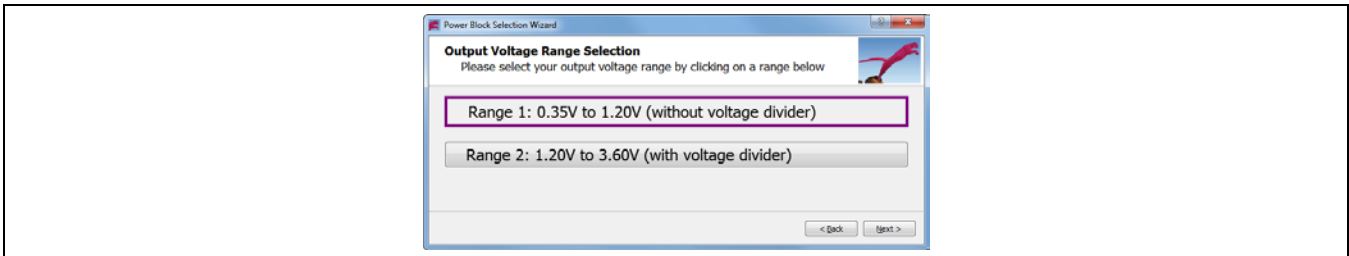 Power Block Selection Wizard
Output Voltage Range Selection
Please select your output voltage range by clicking on a range below
Range 1: 0.35V to 1.20V (without voltage divider)
Range 2: 1.20V to 3.60V (with voltage divider)
< Back Next >